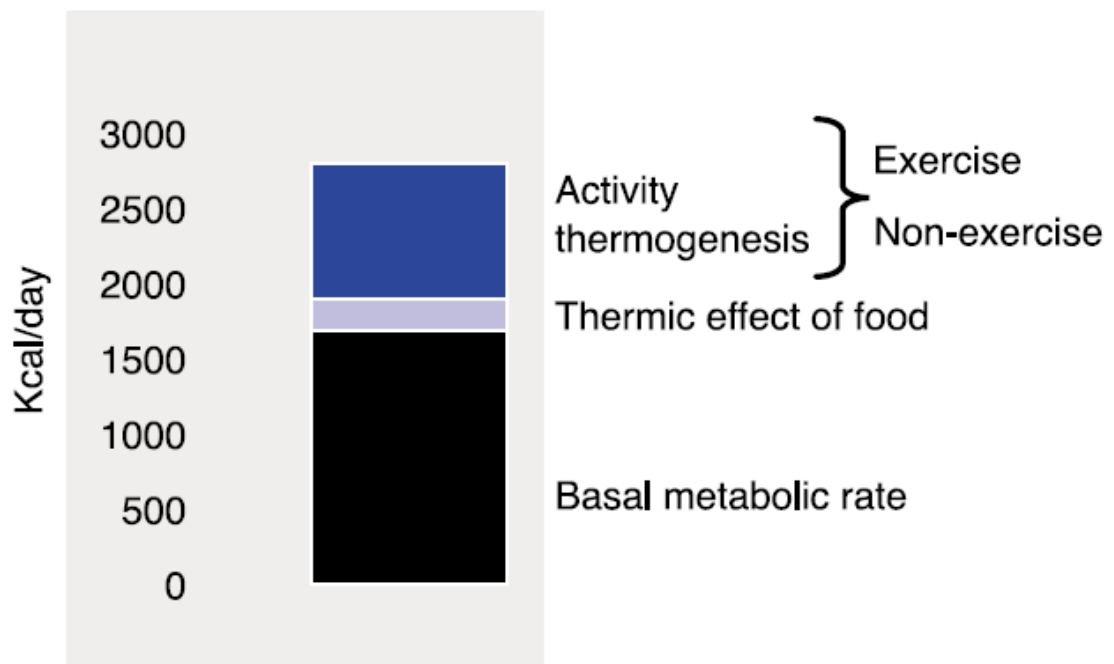 Kcal/day
3000
2500
2000
1500
1000
500
0
Activity
thermogenesis
Exercise
Non-exercise
Thermic effect of food
Basal metabolic rate